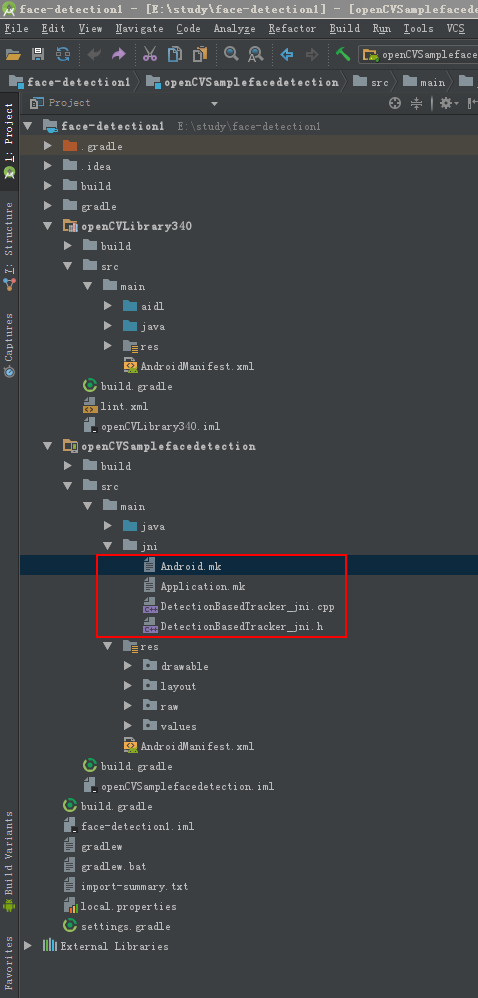 face-detection1 - [E:\study\face-detection1] - [openCVSamplefacede
File Edit View Navigate Code Analyze Refactor Build Run Tools VCS
openCVSampleface
face-detection1 openCVSamplefacedetection src main
1: Project
7: Structure
Captures
Build Variants
Favorites
Project
face-detection1 E:\study\face-detection1
.gradle
.idea
build
gradle
openCVLibrary340
build
src
main
aidl
java
res
AndroidManifest.xml
build.gradle
lint.xml
openCVLibrary340.iml
openCVSamplefacedetection
build
src
main
java
jni
Android.mk
Application.mk
DetectionBasedTracker_jni.cpp
DetectionBasedTracker_jni.h
res
drawable
layout
raw
values
AndroidManifest.xml
build.gradle
openCVSamplefacedetection.iml
build.gradle
face-detection1.iml
gradlew
gradlew.bat
import-summary.txt
local.properties
settings.gradle
External Libraries